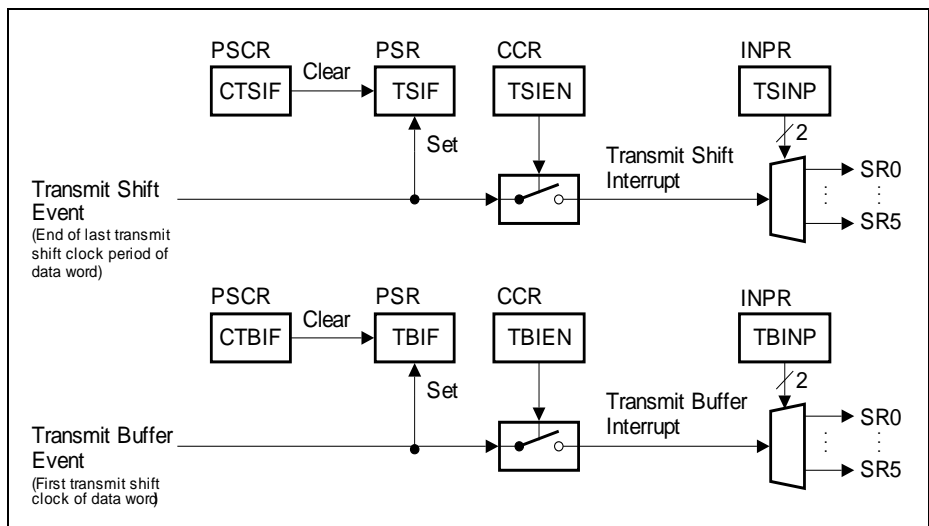 PSCR PSR CCR INPR
CTSIF Clear TSIF TSIEN TSINP
2
Set
Transmit Shift
Interrupt
SR0
SR5
Transmit Shift
Event
(End of last transmit
shift clock period of
data word)
PSCR PSR CCR INPR
CTBIF Clear TBIF TBIEN TBINP
2
Set
Transmit Buffer
Interrupt
SR0
SR5
Transmit Buffer
Event
(First transmit shift
clock of data word)